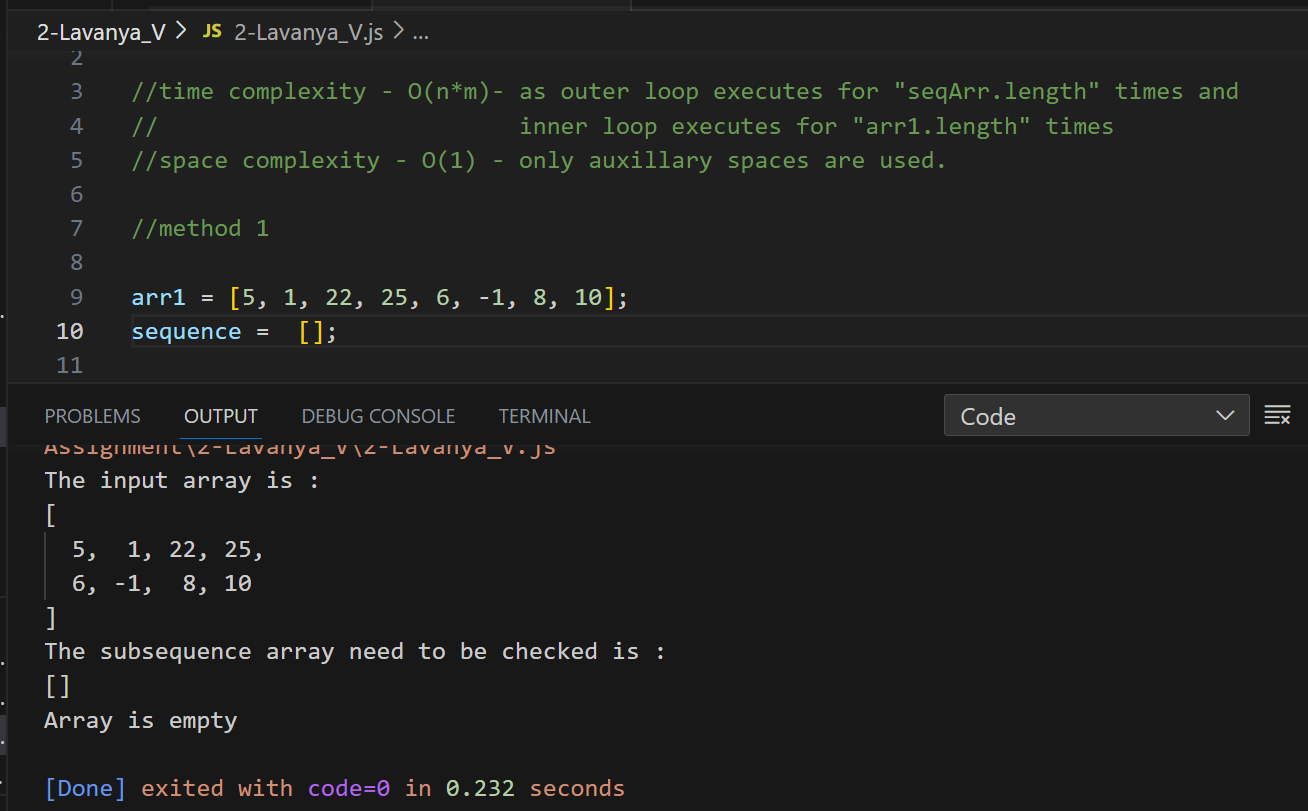 2-Lavanya_V > JS 2-Lavanya_V.js > ...
2
3 //time complexity - O(n*m)- as outer loop executes for "seqArr.length" times and
4 //                          inner loop executes for "arr1.length" times
5 //space complexity - O(1) - only auxillary spaces are used.
6
7 //method 1
8
9 arr1 = [5, 1, 22, 25, 6, -1, 8, 10];
10 sequence =  [];
11
PROBLEMS OUTPUT DEBUG CONSOLE TERMINAL Code
Assignment\2-Lavanya_V\2-Lavanya_V.js
The input array is :
[
  5,  1, 22, 25,
  6, -1,  8, 10
]
The subsequence array need to be checked is :
[]
Array is empty
[Done] exited with code=0 in 0.232 seconds